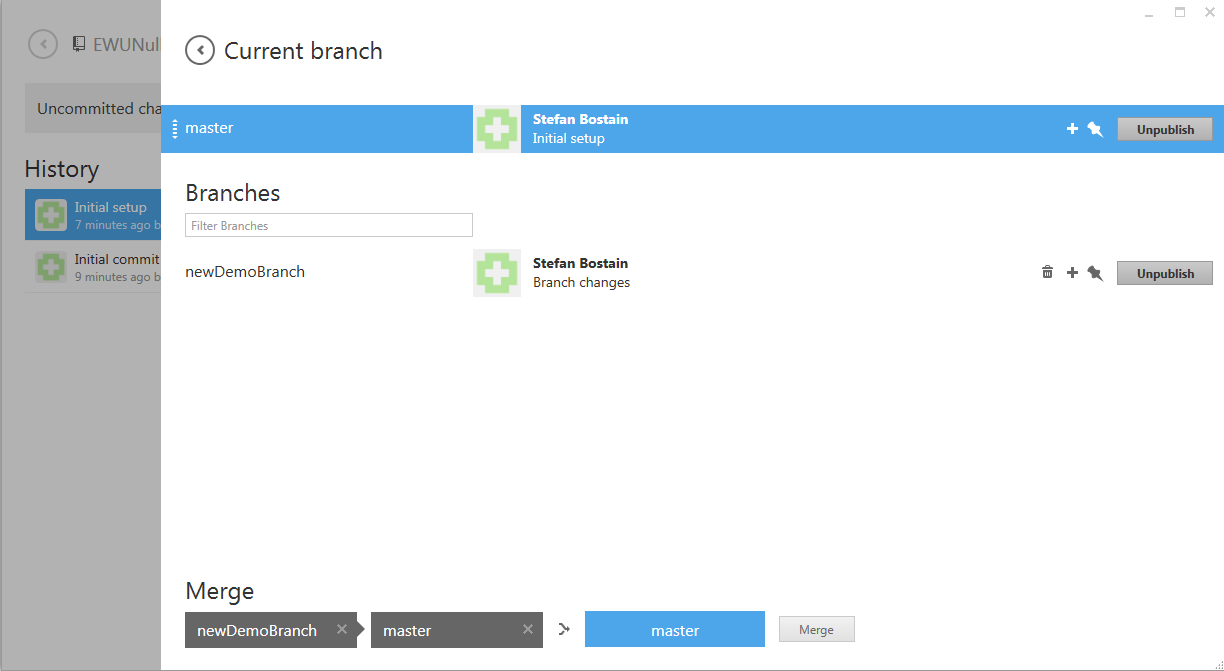 EWUNull
Current branch
Uncommitted cha
master
Stefan Bostain
Initial setup
Unpublish
History
Initial setup
7 minutes ago b
Initial commit
9 minutes ago b
Branches
Filter Branches
newDemoBranch
Stefan Bostain
Branch changes
Unpublish
Merge
newDemoBranch
master
master
Merge